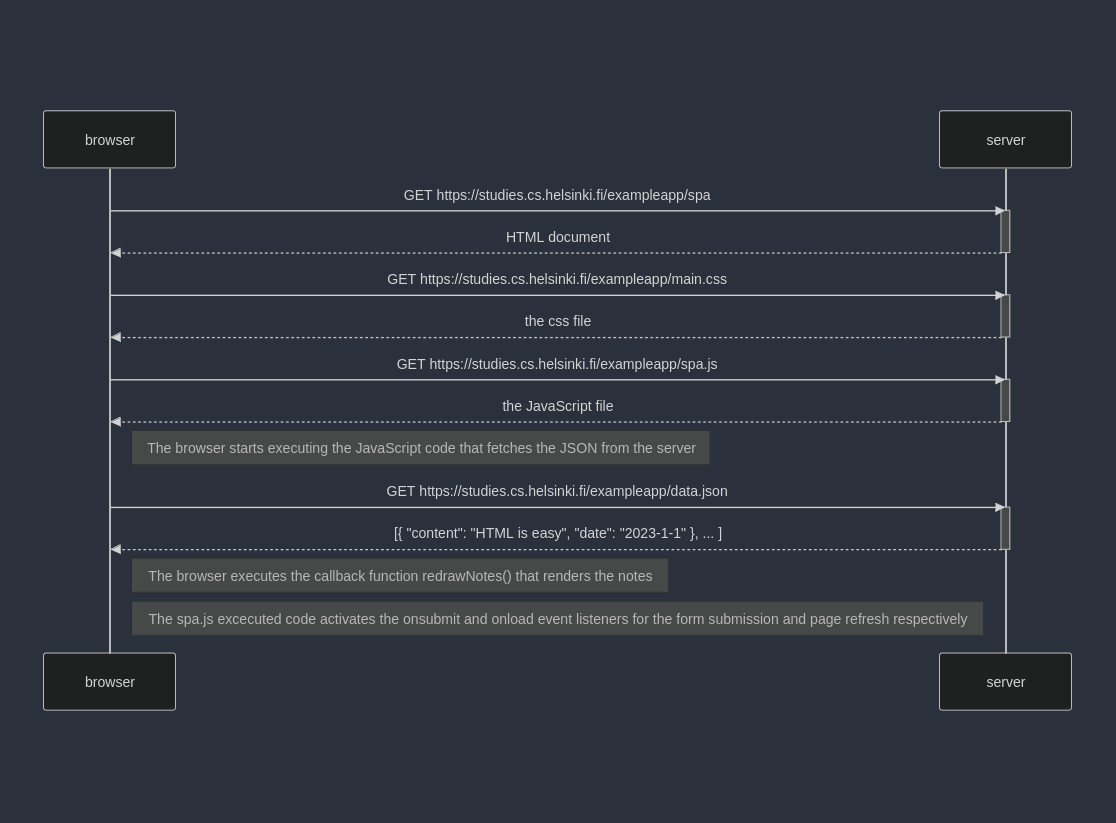 browser
server
GET https://studies.cs.helsinki.fi/exampleapp/spa
HTML document
GET https://studies.cs.helsinki.fi/exampleapp/main.css
the css file
GET https://studies.cs.helsinki.fi/exampleapp/spa.js
the JavaScript file
The browser starts executing the JavaScript code that fetches the JSON from the server
GET https://studies.cs.helsinki.fi/exampleapp/data.json
[{ "content": "HTML is easy", "date": "2023-1-1" }, ... ]
The browser executes the callback function redrawNotes() that renders the notes
The spa.js excecuted code activates the onsubmit and onload event listeners for the form submission and page refresh respectively
browser
server